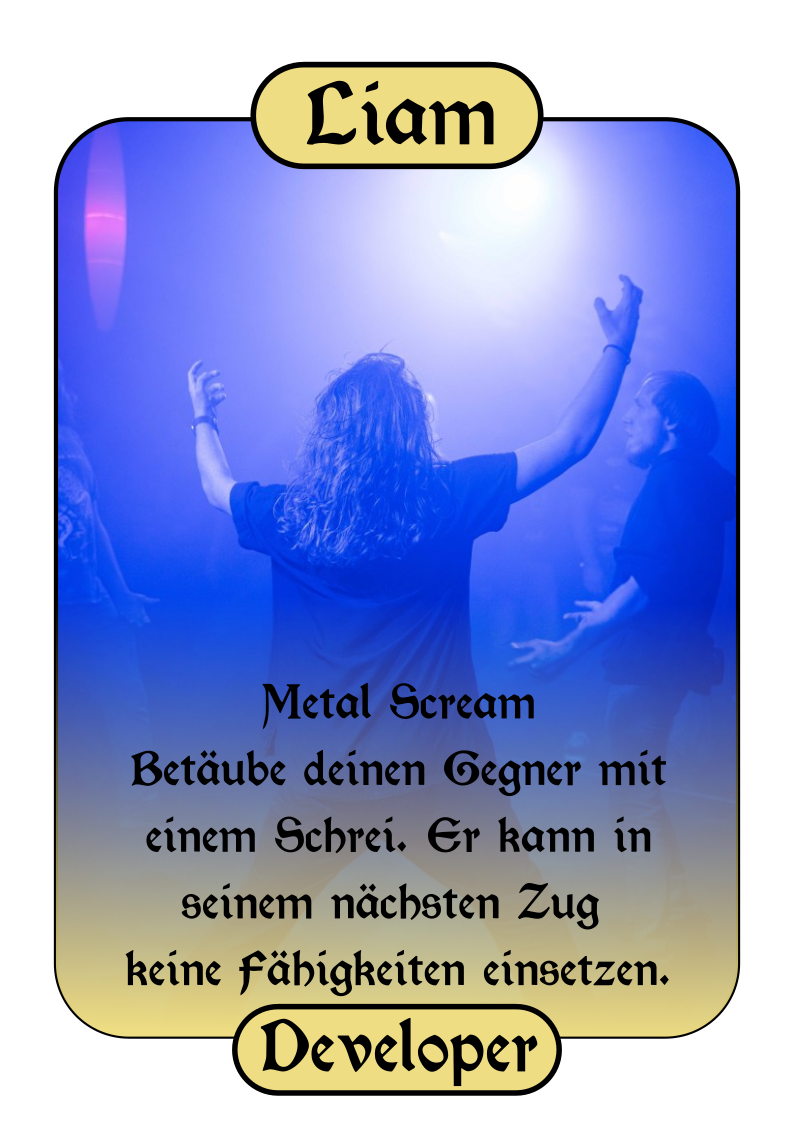 Liam
Metal Scream
Betäube deinen Gegner mit
einem Schrei. Er kann in
seinem nächsten Zug
keine Fähigkeiten einsetzen.
Developer